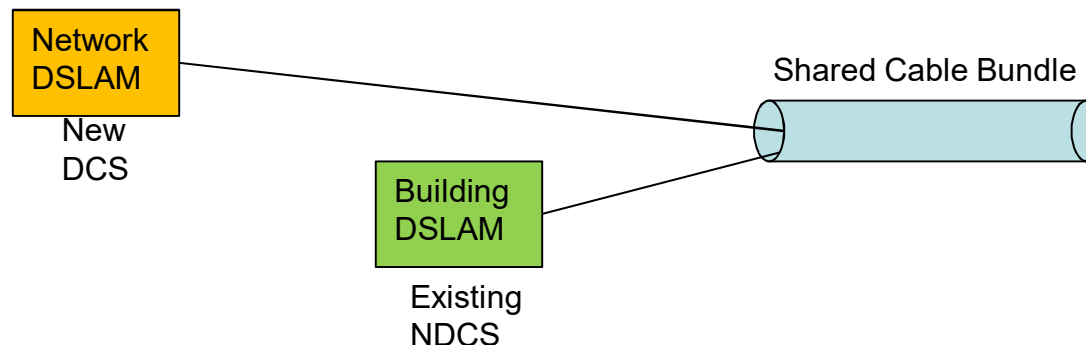 Network
DSLAM
New
DCS
Shared Cable Bundle
Building
DSLAM
Existing
NDCS